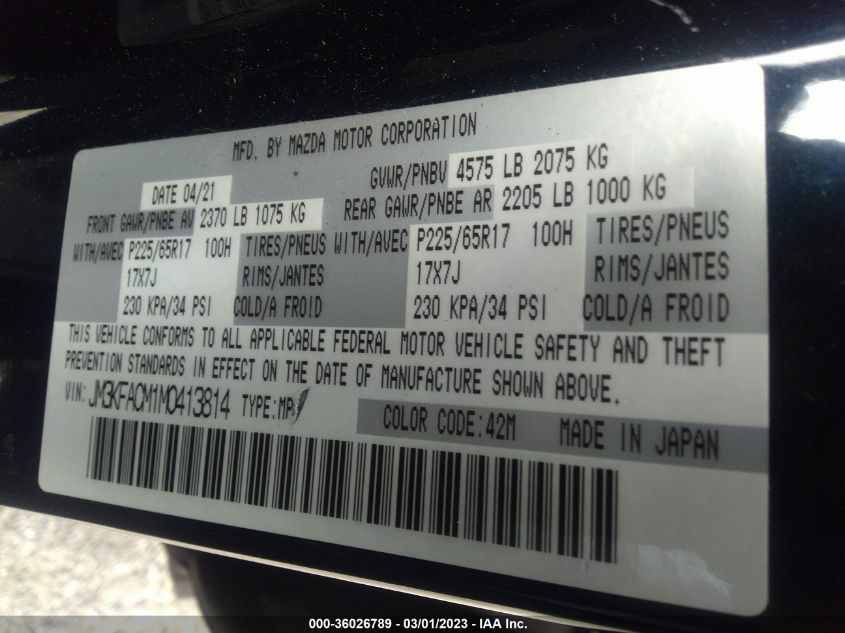 MFD. BY MAZDA MOTOR CORPORATION
DATE 04/21 GVWR/PNBV 4575 LB 2075 KG
FRONT GAWR/PNBE AV 2370 LB 1075 KG REAR GAWR/PNBE AR 2205 LB 1000 KG
WITH/AVEC P225/65R17 100H TIRES/PNEUS WITH/AVEC P225/65R17 100H TIRES/PNEUS
17X7J RIMS/JANTES 17X7J RIMS/JANTES
230 KPA/34 PSI COLD/A FROID 230 KPA/34 PSI COLD/A FROID
THIS VEHICLE CONFORMS TO ALL APPLICABLE FEDERAL MOTOR VEHICLE SAFETY AND THEFT
PREVENTION STANDARDS IN EFFECT ON THE DATE OF MANUFACTURE SHOWN ABOVE.
VIN: JM3KFACM1M0413814 TYPE:MPV
COLOR CODE:42M MADE IN JAPAN
000-36026789 - 03/01/2023 - IAA Inc.